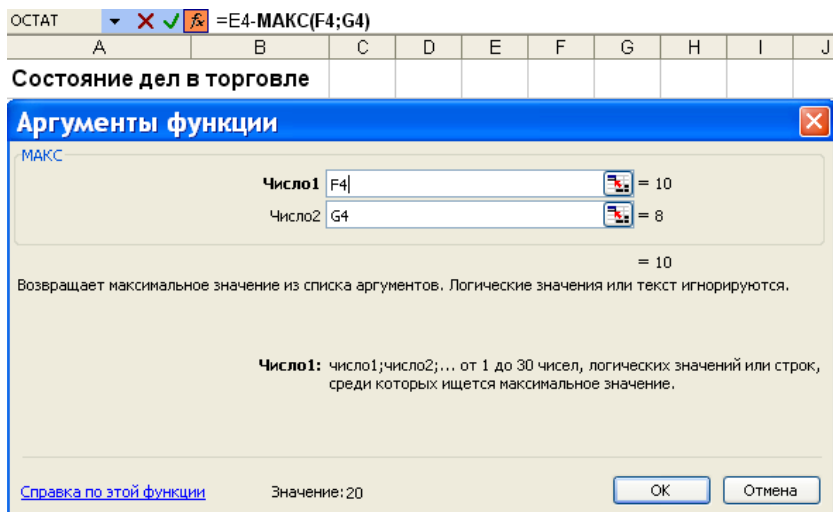 ОСТАТ =E4-МАКС(F4;G4)
A B C D E F G H I J
Состояние дел в торговле
Аргументы функции
МАКС
Число1 F4 = 10
Число2 G4 = 8
= 10
Возвращает максимальное значение из списка аргументов. Логические значения или текст игнорируются.
Число1: число1;число2;... от 1 до 30 чисел, логических значений или строк,
среди которых ищется максимальное значение.
Справка по этой функции Значение:20 ОК Отмена